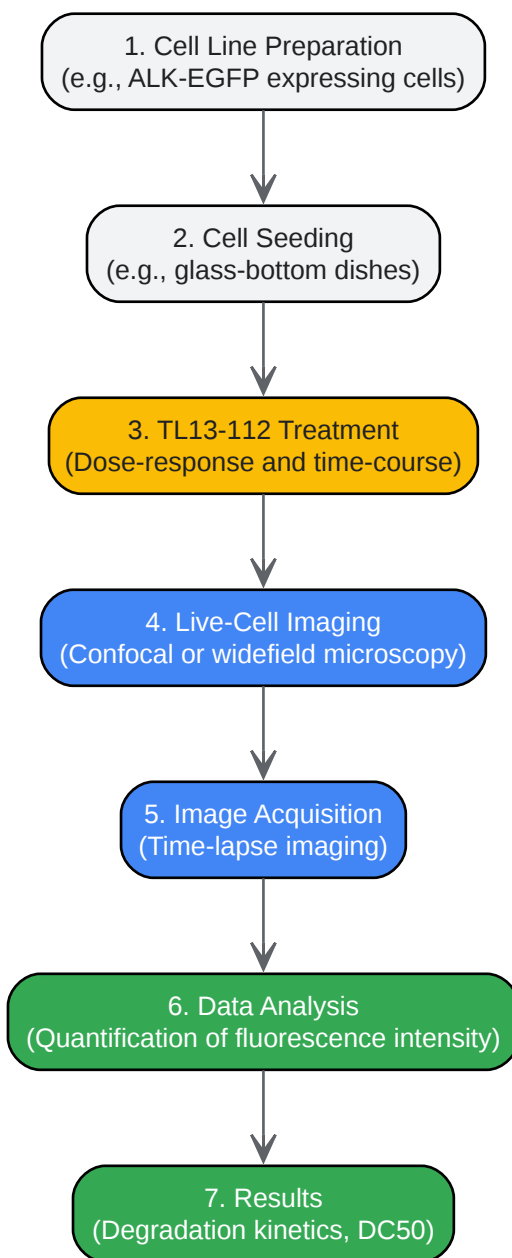 1. Cell Line Preparation
(e.g., ALK-EGFP expressing cells)
2. Cell Seeding
(e.g., glass-bottom dishes)
3. TL13-112 Treatment
(Dose-response and time-course)
4. Live-Cell Imaging
(Confocal or widefield microscopy)
5. Image Acquisition
(Time-lapse imaging)
6. Data Analysis
(Quantification of fluorescence intensity)
7. Results
(Degradation kinetics, DC50)